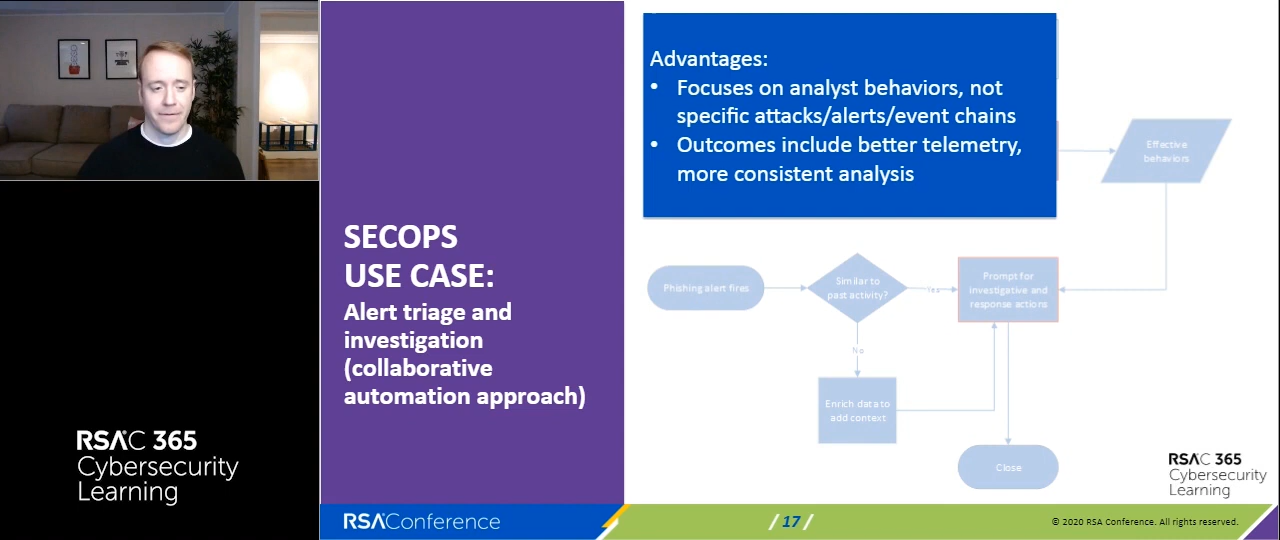 RSAC 365
Cybersecurity
Learning
SECOPS
USE CASE:
Alert triage and
investigation
(collaborative
automation approach)
Advantages:
• Focuses on analyst behaviors, not
specific attacks/alerts/event chains
• Outcomes include better telemetry,
more consistent analysis
Effective
behaviors
Phishing alert fires
Similar to
past activity?
Prompt for
investigative and
response actions
No
Enrich data to
add context
Close
RSAC 365
Cybersecurity
Learning
RSAConference
/ 17 /
© 2020 RSA Conference. All rights reserved.